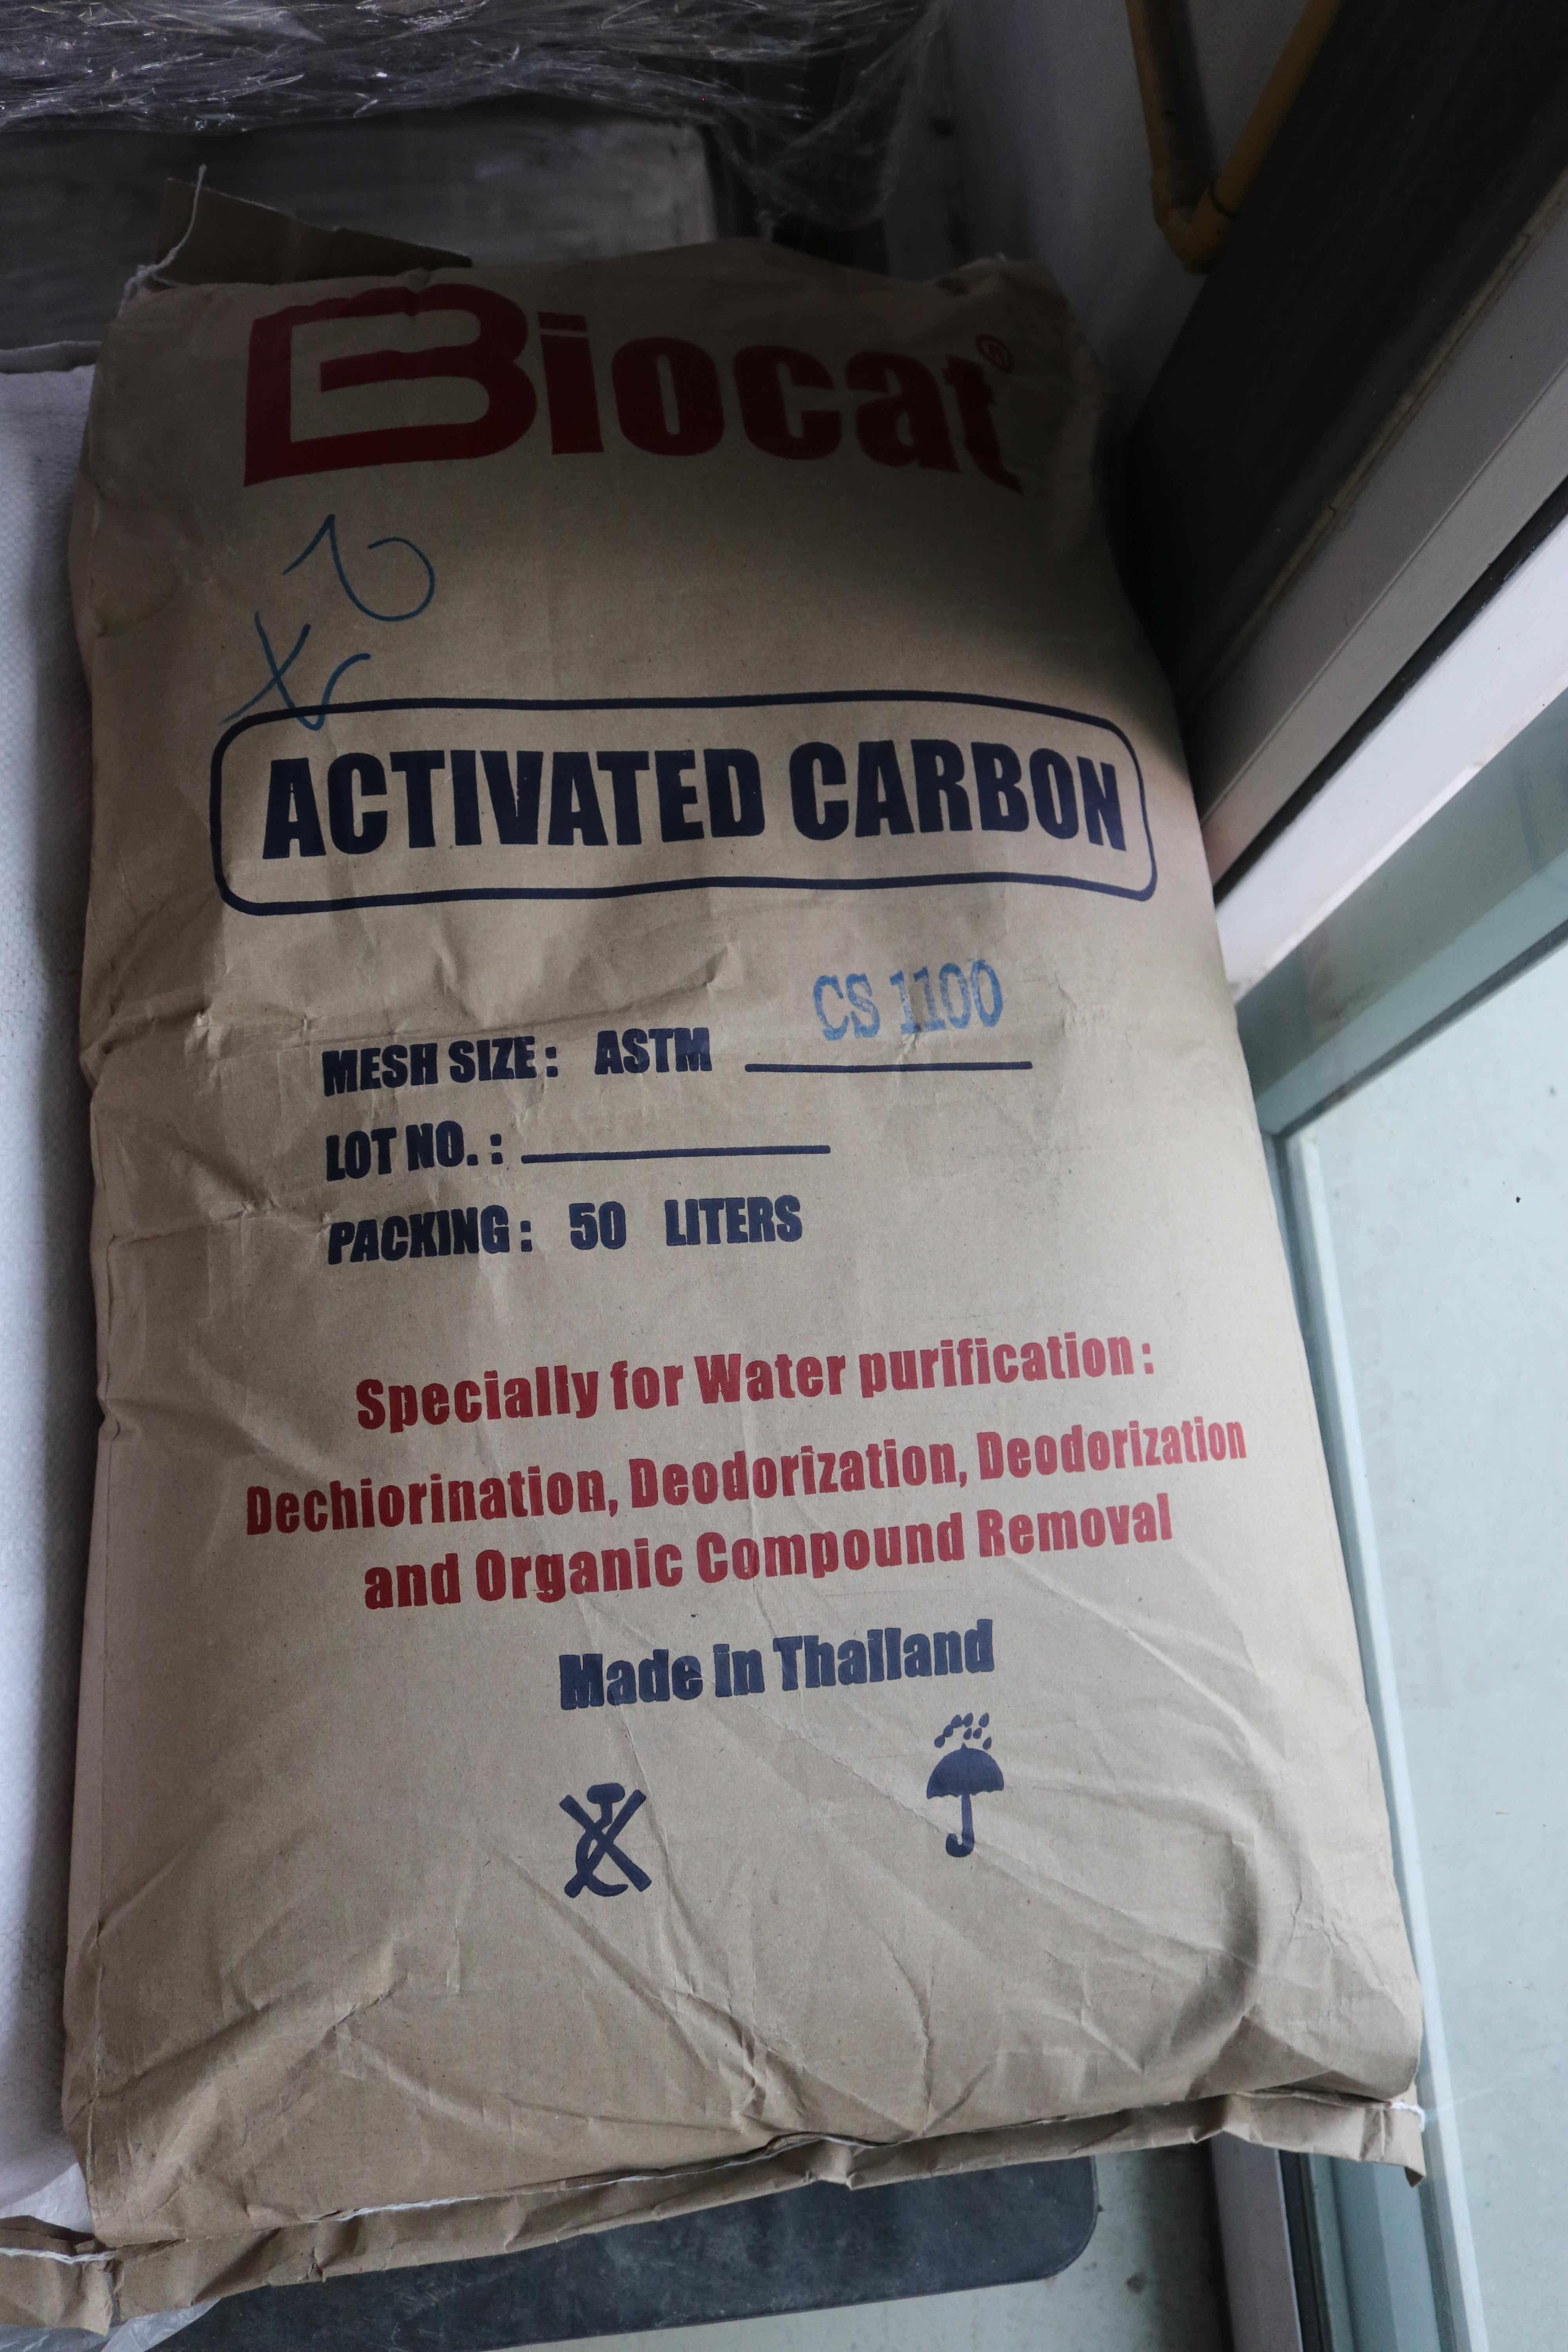 Biocat®
ACTIVATED CARBON
CS 1100
MESH SIZE : ASTM
LOT NO. :
PACKING : 50 LITERS
Specially for Water purification :
Dechiorination, Deodorization, Deodorization
and Organic Compound Removal
Made in Thailand